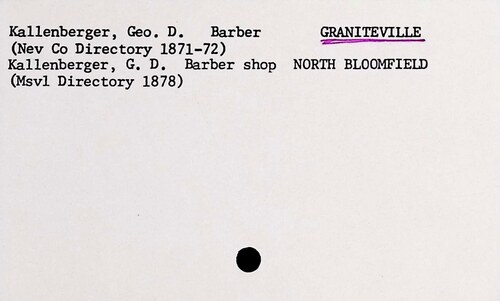 Kallenberger, Geo. D. Barber GRANITEVILLE
(Nev Co Directory 1871-72)
Kallenberger, G. D. Barber shop NORTH BLOOMFIELD
(Msvl Directory 1878)